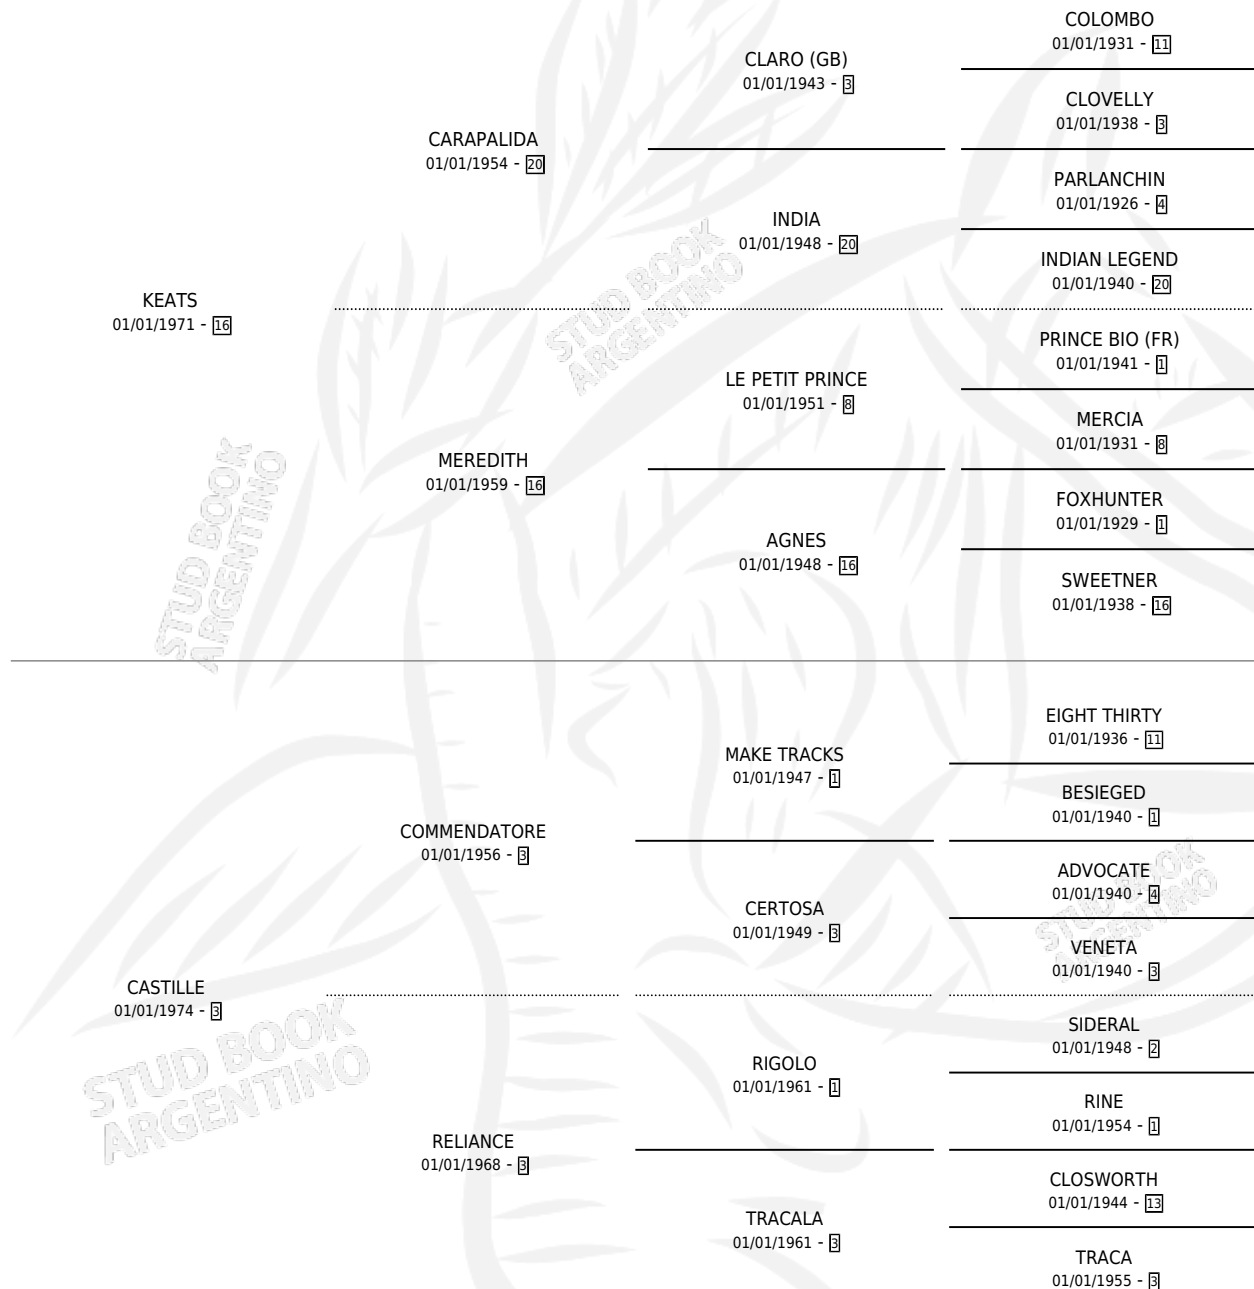 COLOMBO
01/01/1931 - 11
CLARO (GB)
01/01/1943 - 3
CLOVELLY
01/01/1938 - 3
CARAPALIDA
01/01/1954 - 20
PARLANCHIN
01/01/1926 - 4
INDIA
01/01/1948 - 20
INDIAN LEGEND
01/01/1940 - 20
KEATS
01/01/1971 - 16
PRINCE BIO (FR)
01/01/1941 - 1
LE PETIT PRINCE
01/01/1951 - 8
MERCIA
01/01/1931 - 8
MEREDITH
01/01/1959 - 16
FOXHUNTER
01/01/1929 - 1
AGNES
01/01/1948 - 16
SWEETNER
01/01/1938 - 16
EIGHT THIRTY
01/01/1936 - 11
MAKE TRACKS
01/01/1947 - 1
BESIEGED
01/01/1940 - 1
COMMENDATORE
01/01/1956 - 3
ADVOCATE
01/01/1940 - 4
CERTOSA
01/01/1949 - 3
VENETA
01/01/1940 - 3
CASTILLE
01/01/1974 - 3
SIDERAL
01/01/1948 - 2
RIGOLO
01/01/1961 - 1
RINE
01/01/1954 - 1
RELIANCE
01/01/1968 - 3
CLOSWORTH
01/01/1944 - 13
TRACALA
01/01/1961 - 3
TRACA
01/01/1955 - 3
STUD BOOK
ARGENTINO
STUD BOOK
ARGENTINO
STUD BOOK
ARGENTINO
STUD BOOK
ARGENTINO